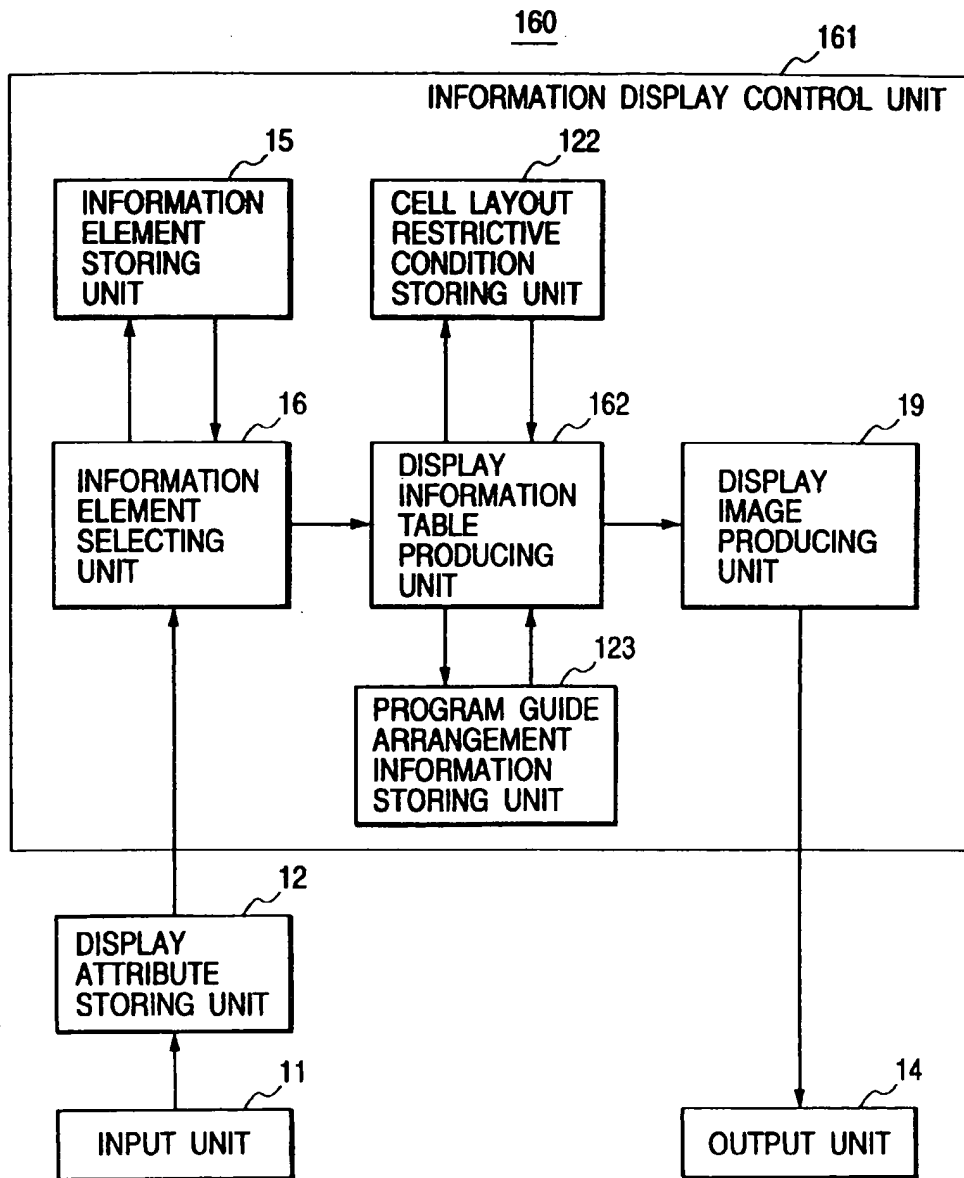 160
161
INFORMATION DISPLAY CONTROL UNIT
15
INFORMATION
ELEMENT
STORING
UNIT
122
CELL LAYOUT
RESTRICTIVE
CONDITION
STORING UNIT
16
INFORMATION
ELEMENT
SELECTING
UNIT
162
DISPLAY
INFORMATION
TABLE
PRODUCING
UNIT
19
DISPLAY
IMAGE
PRODUCING
UNIT
123
PROGRAM GUIDE
ARRANGEMENT
INFORMATION
STORING UNIT
12
DISPLAY
ATTRIBUTE
STORING UNIT
11
INPUT UNIT
14
OUTPUT UNIT